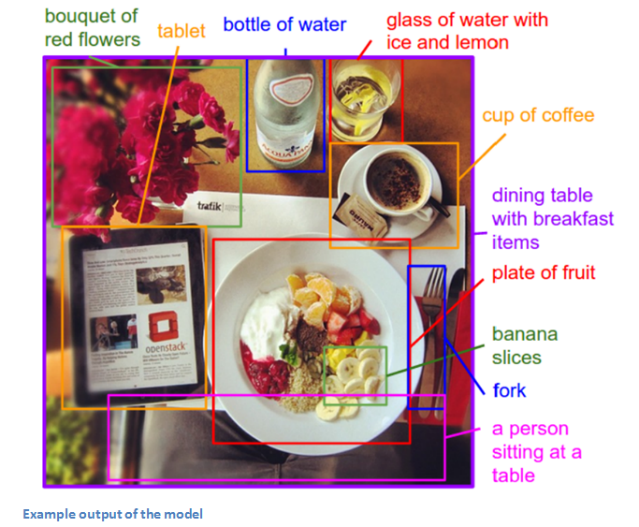 bouquet of
red flowers
tablet
bottle of water
glass of water with
ice and lemon
cup of coffee
dining table
with breakfast
items
plate of fruit
banana
slices
fork
a person
sitting at a
table
trafik
openstack
Example output of the model